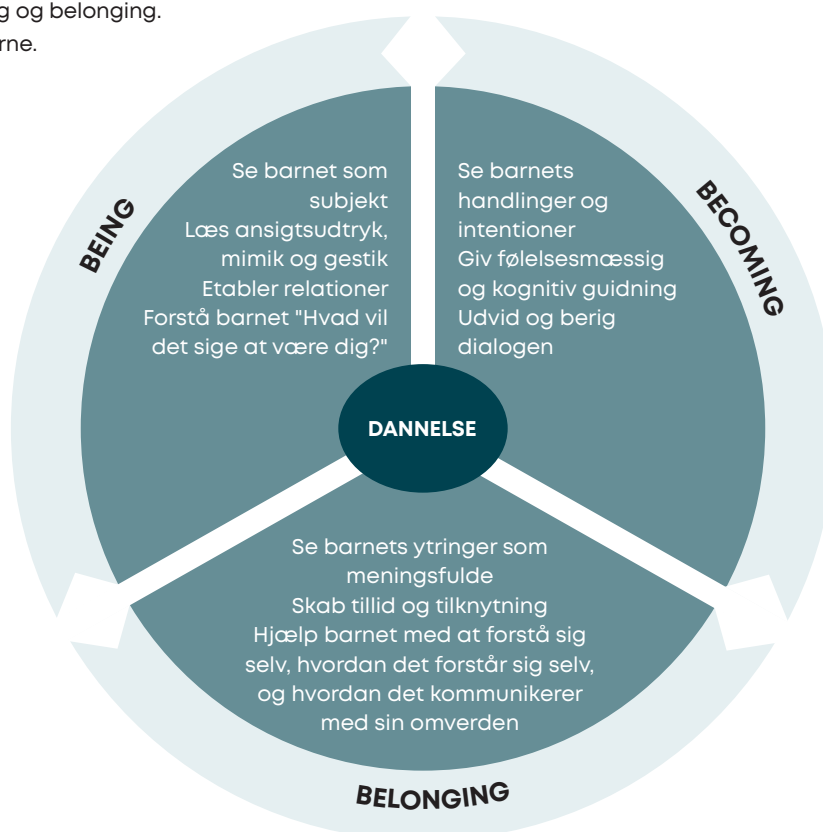 g og belonging.
rne.
BEING
Se barnet som
subjekt
Læs ansigtsudtryk,
mimik og gestik
Etabler relationer
Forstå barnet "Hvad vil
det sige at være dig?"
Se barnets
handlinger og
intentioner
Giv følelsesmæssig
og kognitiv guidning
Udvid og berig
dialogen
BECOMING
DANNELSE
Se barnets ytringer som
meningsfulde
Skab tillid og tilknytning
Hjælp barnet med at forstå sig
selv, hvordan det forstår sig selv,
og hvordan det kommunikerer
med sin omverden
BELONGING